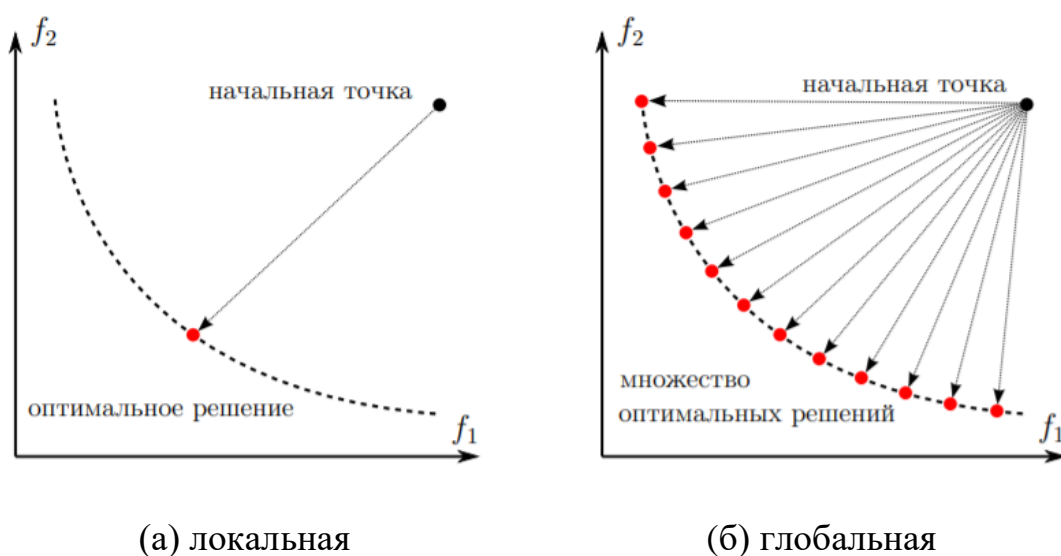 f₂
начальная точка
оптимальное решение
f₁
(а) локальная
f₂
начальная точка
множество
оптимальных решений
f₁
(б) глобальная